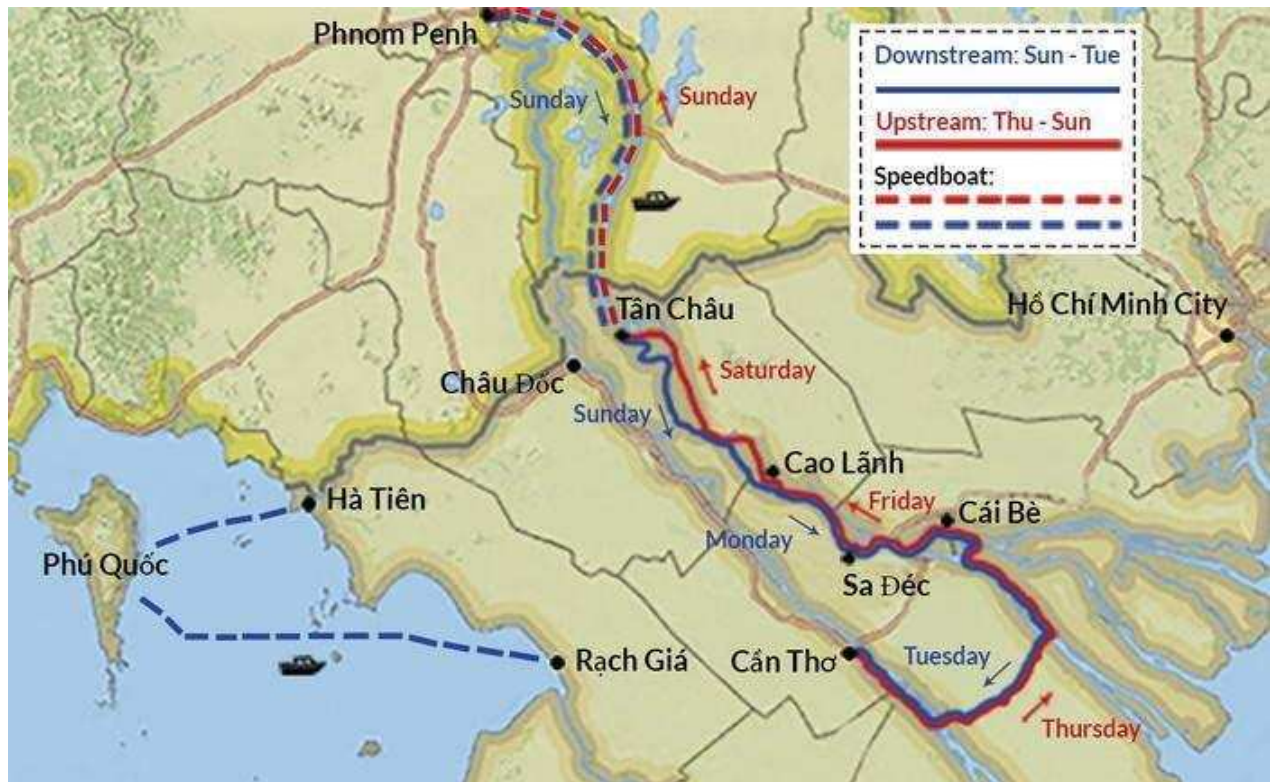 Phnom Penh
Downstream: Sun - Tue
Upstream: Thu - Sun
Speedboat:
Sunday
Sunday
Tân Châu
Hồ Chí Minh City
Châu Đốc
Saturday
Sunday
Cao Lãnh
Hà Tiên
Friday
Cái Bè
Monday
Phú Quốc
Sa Đéc
Rạch Giá
Cần Thơ
Tuesday
Thursday